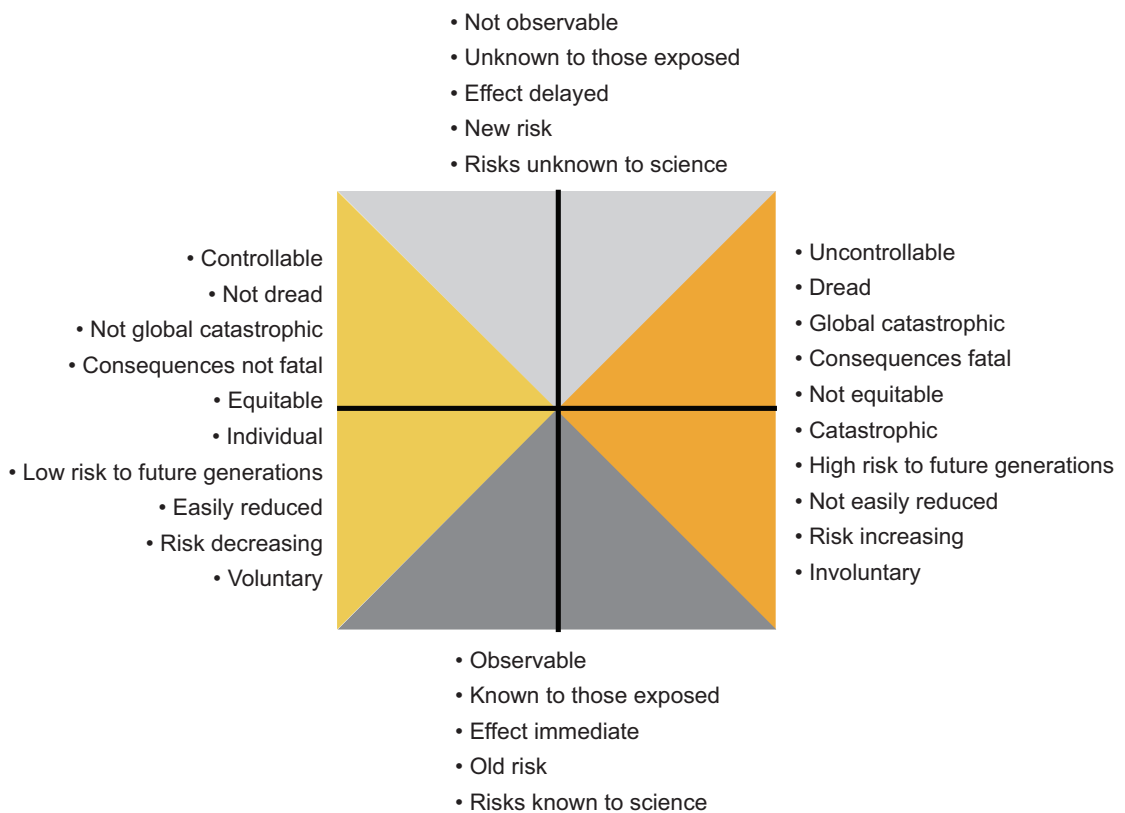 • Not observable
• Unknown to those exposed
• Effect delayed
• New risk
• Risks unknown to science
• Controllable
• Not dread
• Not global catastrophic
• Consequences not fatal
• Equitable
• Individual
• Low risk to future generations
• Easily reduced
• Risk decreasing
• Voluntary
• Uncontrollable
• Dread
• Global catastrophic
• Consequences fatal
• Not equitable
• Catastrophic
• High risk to future generations
• Not easily reduced
• Risk increasing
• Involuntary
• Observable
• Known to those exposed
• Effect immediate
• Old risk
• Risks known to science